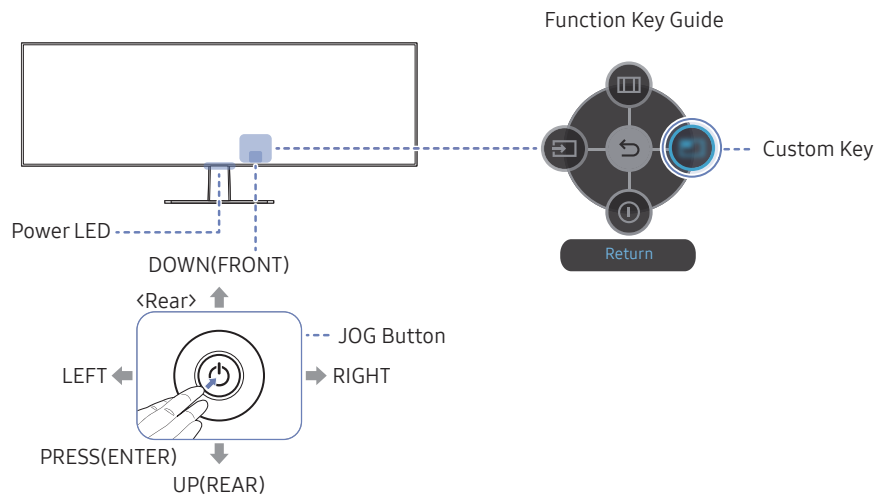 Function Key Guide
Custom Key
Return
Power LED
DOWN(FRONT)
<Rear>
JOG Button
LEFT
RIGHT
PRESS(ENTER)
UP(REAR)